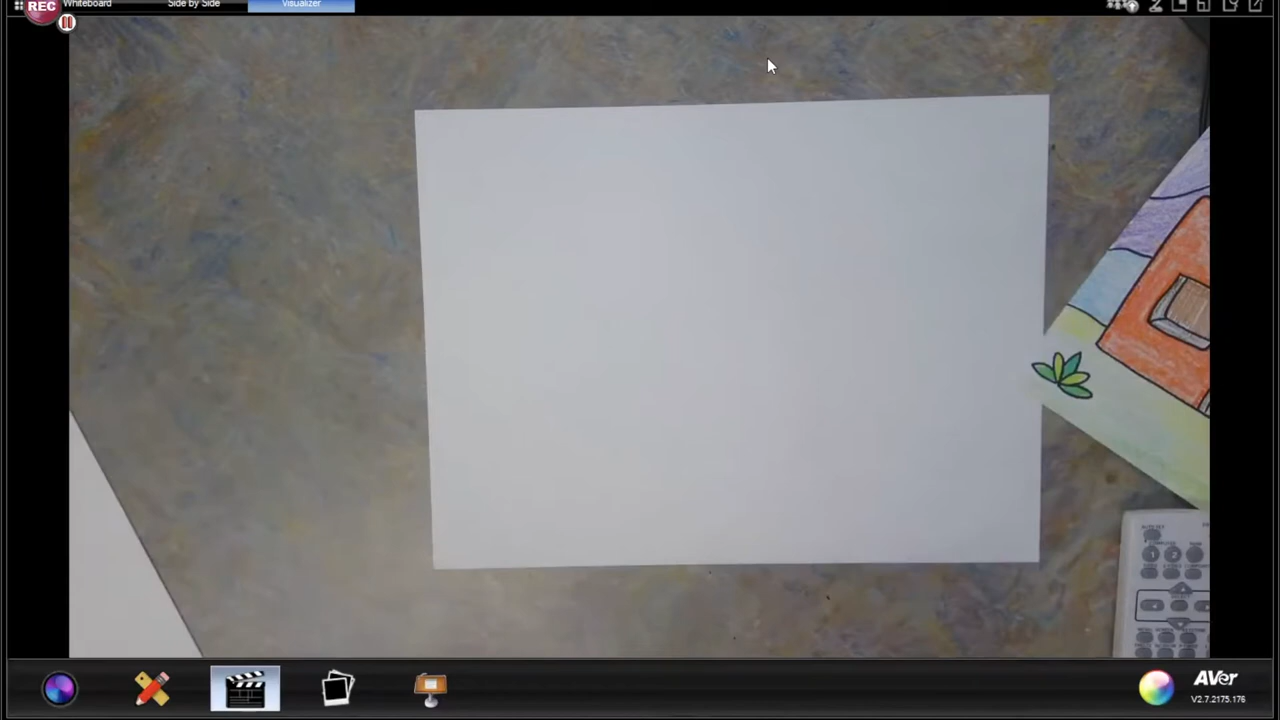 REC
Whiteboard
Side by Side
Visualizer
AVer
V2.7.2175.176